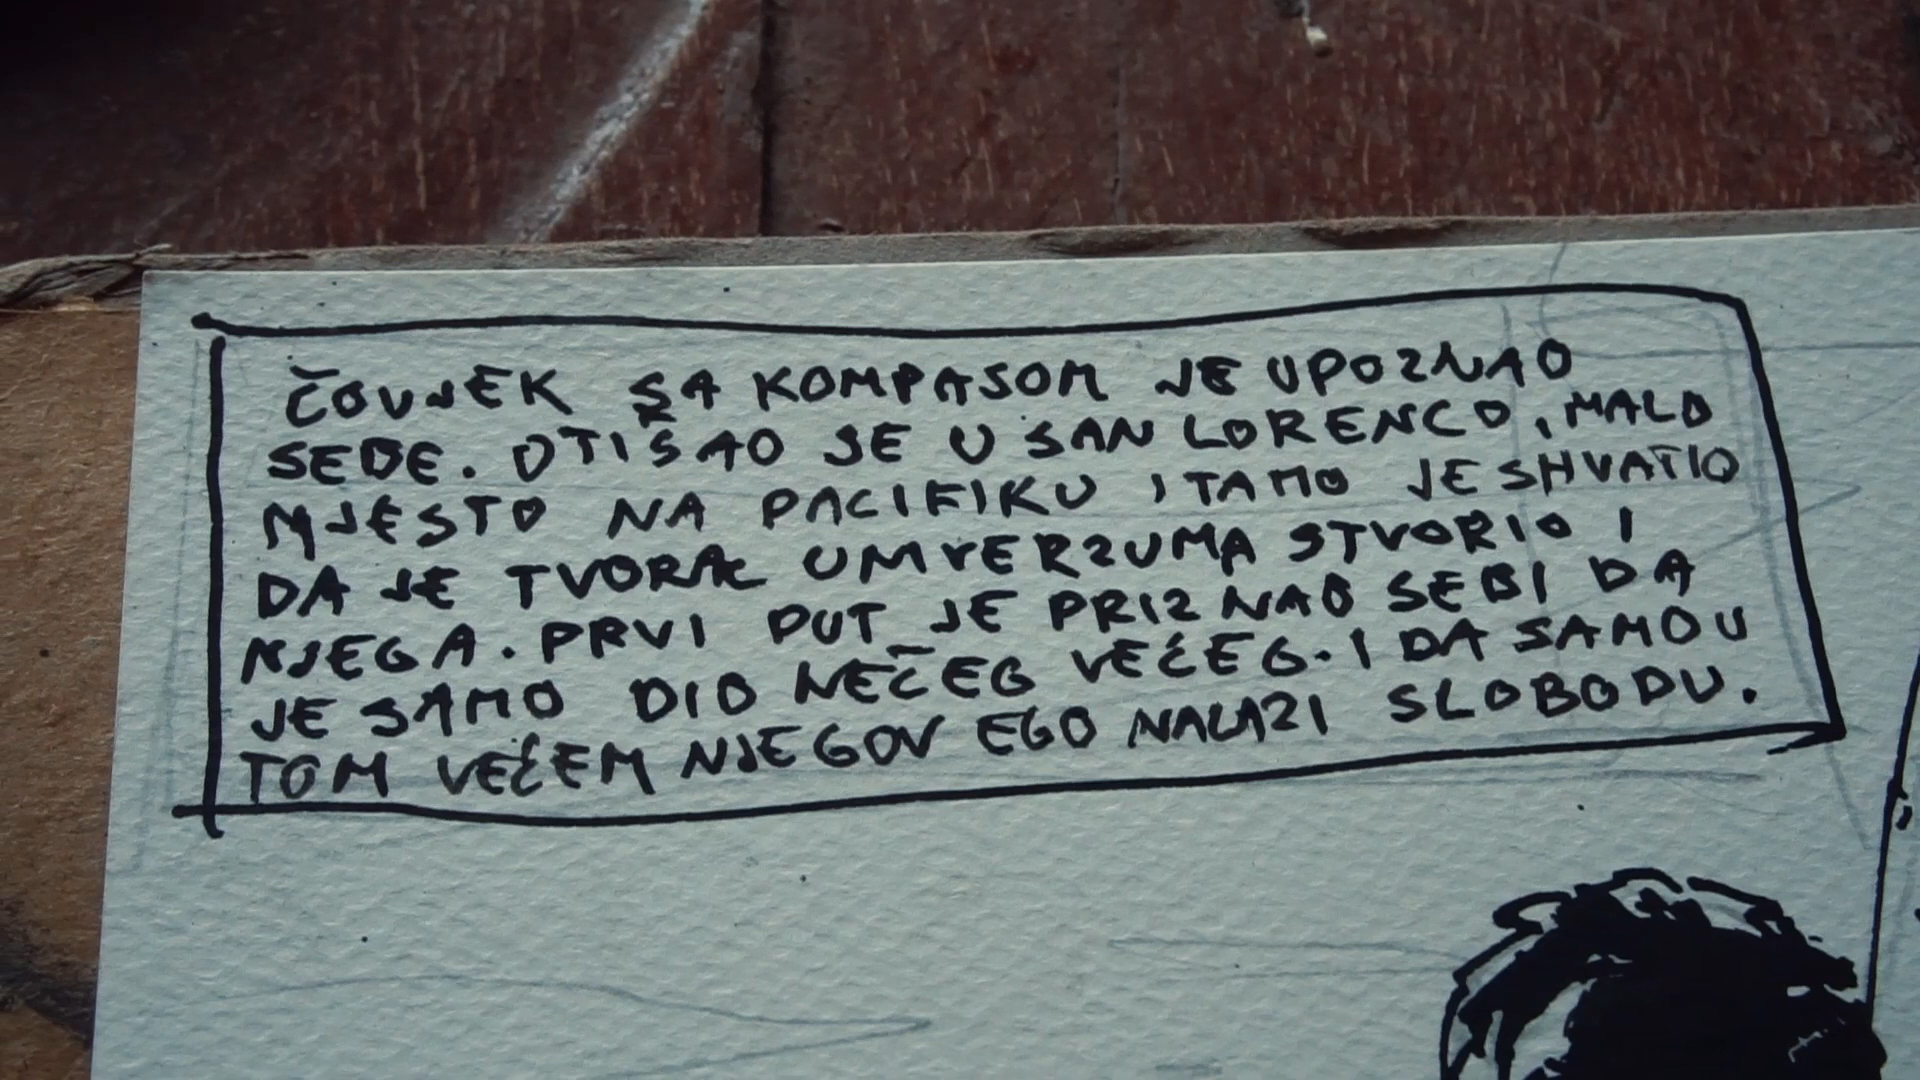 ČOVJEK SA KOMPASOM JE UPOZNAO
SEBE. OTIŠAO JE U SAN LORENCO, MALO
MJESTO NA PACIFIKU I TAMO JE SHVATIO
DA JE TVORAC UNIVERZUMA STVORIO I
NJEGA. PRVI PUT JE PRIZNAO SEBI DA
JE SAMO DIO NEČEG VEĆEG. I DA SAMO U
TOM VEĆEM NJEGOV EGO NALAZI SLOBODU.